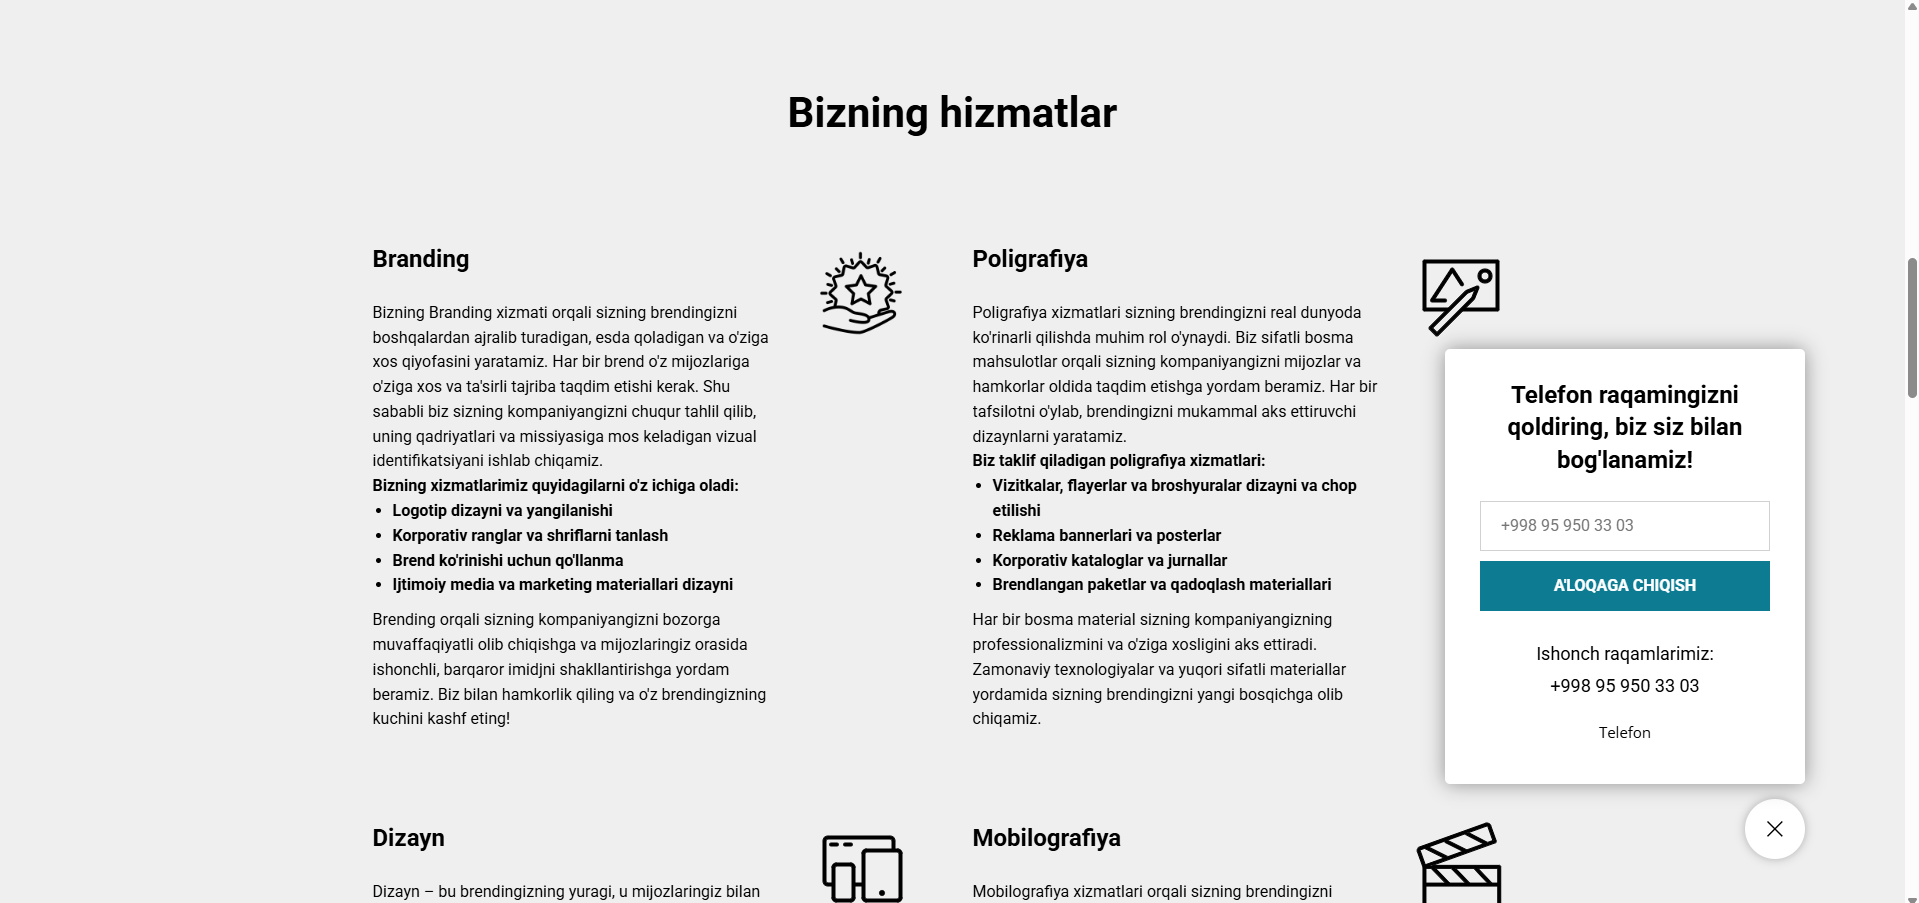 Bizning hizmatlar
Branding
Bizning Branding xizmati orqali sizning brendingizni
boshqalardan ajralib turadigan, esda qoladigan va o'ziga
xos qiyofasini yaratamiz. Har bir brend o'z mijozlariga
o'ziga xos va ta'sirli tajriba taqdim etishi kerak. Shu
sababli biz sizning kompaniyangizni chuqur tahlil qilib,
uning qadriyatlari va missiyasiga mos keladigan vizual
identifikatsiyani ishlab chiqamiz.
Bizning xizmatlarimiz quyidagilarni o'z ichiga oladi:
• Logotip dizayni va yangilanishi
• Korporativ ranglar va shriflarni tanlash
• Brend ko'rinishi uchun qo'llanma
• Ijtimoiy media va marketing materiallari dizayni
Brending orqali sizning kompaniyangizni bozorga
muvaffaqiyatli olib chiqishga va mijozlaringiz orasida
ishonchli, barqaror imidjni shakllantirishga yordam
beramiz. Biz bilan hamkorlik qiling va o'z brendingizning
kuchini kashf eting!
Poligrafiya
Poligrafiya xizmatlari sizning brendingizni real dunyoda
ko'rinarli qilishda muhim rol o'ynaydi. Biz sifatli bosma
mahsulotlar orqali sizning kompaniyangizni mijozlar va
hamkorlar oldida taqdim etishga yordam beramiz. Har bir
tafsilotni o'ylab, brendingizni mukammal aks ettiruvchi
dizaynlarni yaratamiz.
Biz taklif qiladigan poligrafiya xizmatlari:
• Vizitkalar, flayerlar va broshyuralar dizayni va chop
etilishi
• Reklama bannerlari va posterlar
• Korporativ kataloglar va jurnallar
• Brendlangan paketlar va qadoqlash materiallari
Har bir bosma material sizning kompaniyangizning
professionalizmini va o'ziga xosligini aks ettiradi.
Zamonaviy texnologiyalar va yuqori sifatli materiallar
yordamida sizning brendingizni yangi bosqichga olib
chiqamiz.
Dizayn
Dizayn – bu brendingizning yuragi, u mijozlaringiz bilan
Mobilografiya
Mobilografiya xizmatlari orqali sizning brendingizni
Telefon raqamingizni
qoldiring, biz siz bilan
bog'lanamiz!
+998 95 950 33 03
A'LOQAGA CHIQISH
Ishonch raqamlarimiz:
+998 95 950 33 03
Telefon